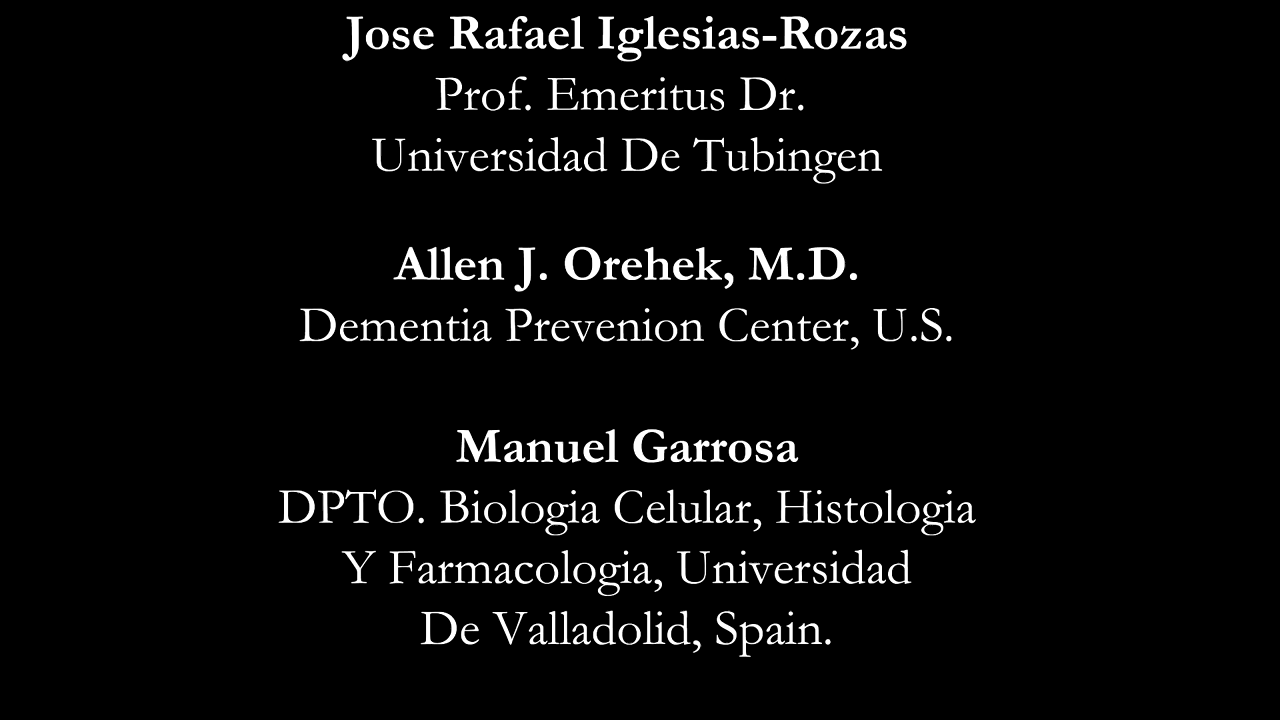 Jose Rafael Iglesias-Rozas
Prof. Emeritus Dr.
Universidad De Tubingen
Allen J. Orehek, M.D.
Dementia Prevenion Center, U.S.
Manuel Garrosa
DPTO. Biologia Celular, Histologia
Y Farmacologia, Universidad
De Valladolid, Spain.